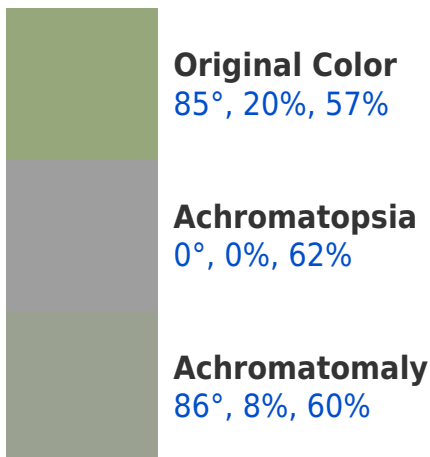 Original Color
85°, 20%, 57%
Achromatopsia
0°, 0%, 62%
Achromatomaly
86°, 8%, 60%